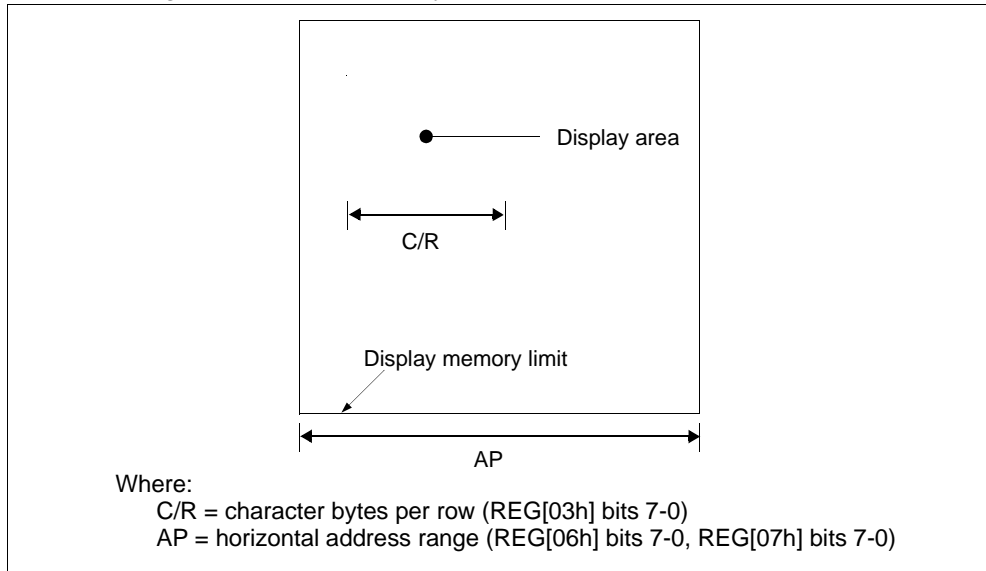 Display area
C/R
Display memory limit
AP
Where:
C/R = character bytes per row (REG[03h] bits 7-0)
AP = horizontal address range (REG[06h] bits 7-0, REG[07h] bits 7-0)